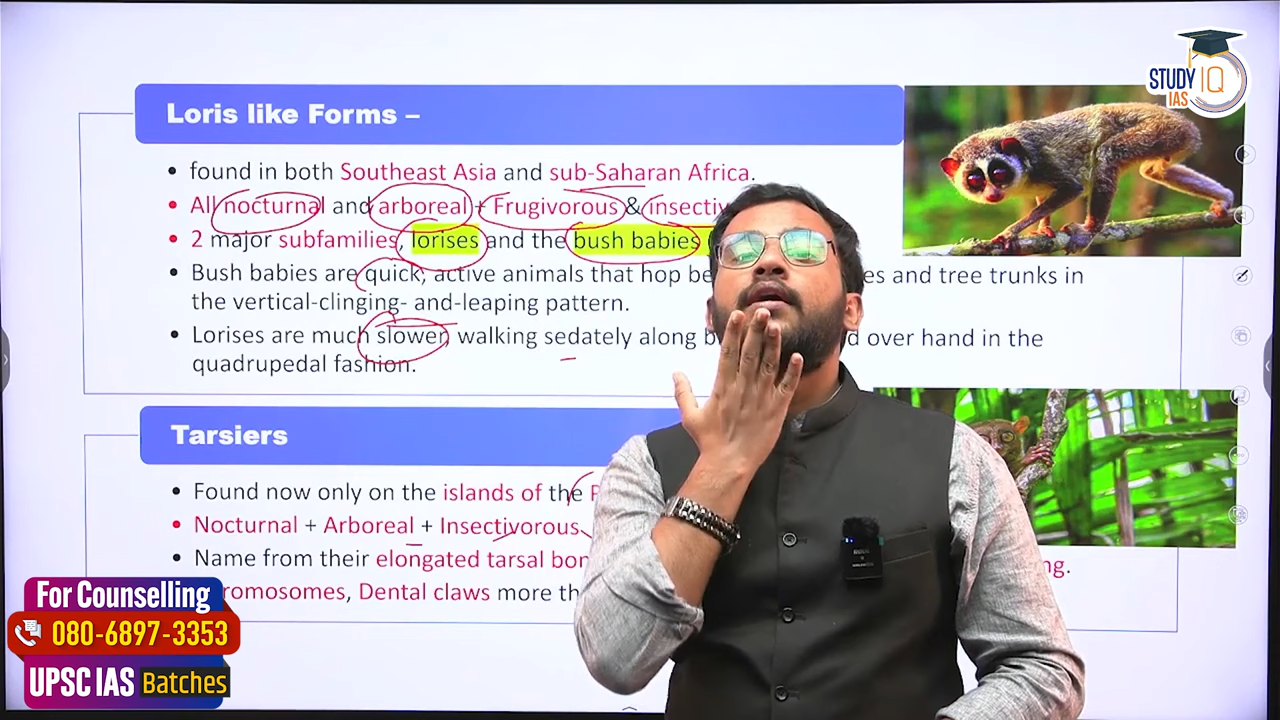 STUDY IQ
IAS
Loris like Forms –
• found in both Southeast Asia and sub-Saharan Africa.
• All nocturnal and arboreal + Frugivorous & insectiv
• 2 major subfamilies, lorises and the bush babies
• Bush babies are quick, active animals that hop be es and tree trunks in
the vertical-clinging- and-leaping pattern.
• Lorises are much slower, walking sedately along b d over hand in the
quadrupedal fashion.
Tarsiers
• Found now only on the islands of the
• Nocturnal + Arboreal + Insectivorous
• Name from their elongated tarsal bon ng.
romosomes, Dental claws more th
For Counselling
080-6897-3353
UPSC IAS Batches